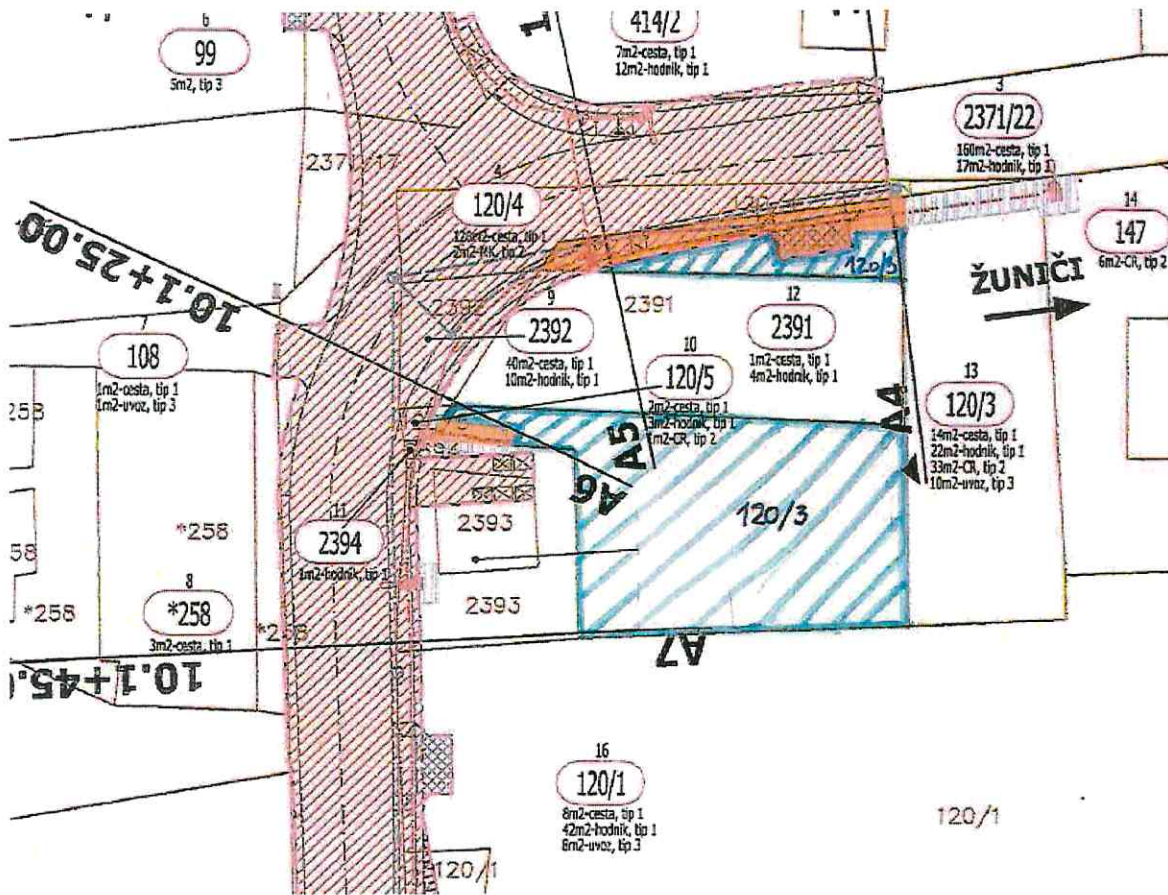 6
99
5m2, tip 3
1
414/2
7m2-cesta, tip 1
12m2-hodnik, tip 1
3
2371/22
160m2-cesta, tip 1
17m2-hodnik, tip 1
4
120/4
2m2-RK, tip 2
14
147
6m2-CR, tip 2
ŽUNIČI
10.1+25.00
120/3
9
2392
40m2-cesta, tip 1
10m2-hodnik, tip 1
2391
12
2391
1m2-cesta, tip 1
4m2-hodnik, tip 1
7
108
1m2-cesta, tip 1
1m2-uvoz, tip 3
10
120/5
2m2-cesta, tip 1
3m2-hodnik, tip 1
1m2-CR, tip 2
13
120/3
14m2-cesta, tip 1
22m2-hodnik, tip 1
33m2-CR, tip 2
10m2-uvoz, tip 3
A4
A5
A6
258
120/3
11
2394
1m2-hodnik, tip 1
2393
*258
58
8
*258
3m2-cesta, tip 1
*258
*258
2393
A7
10.1+45.0
16
120/1
8m2-cesta, tip 1
42m2-hodnik, tip 1
8m2-uvoz, tip 3
120/1
120/1